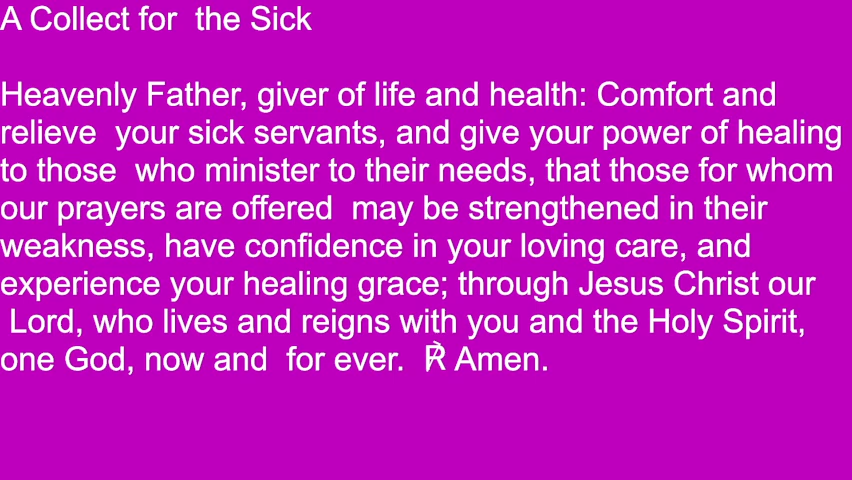 A Collect for  the Sick
Heavenly Father, giver of life and health: Comfort and
relieve  your sick servants, and give your power of healing
to those  who minister to their needs, that those for whom
our prayers are offered  may be strengthened in their
weakness, have confidence in your loving care, and
experience your healing grace; through Jesus Christ our
Lord, who lives and reigns with you and the Holy Spirit,
one God, now and  for ever.  R̀ Amen.